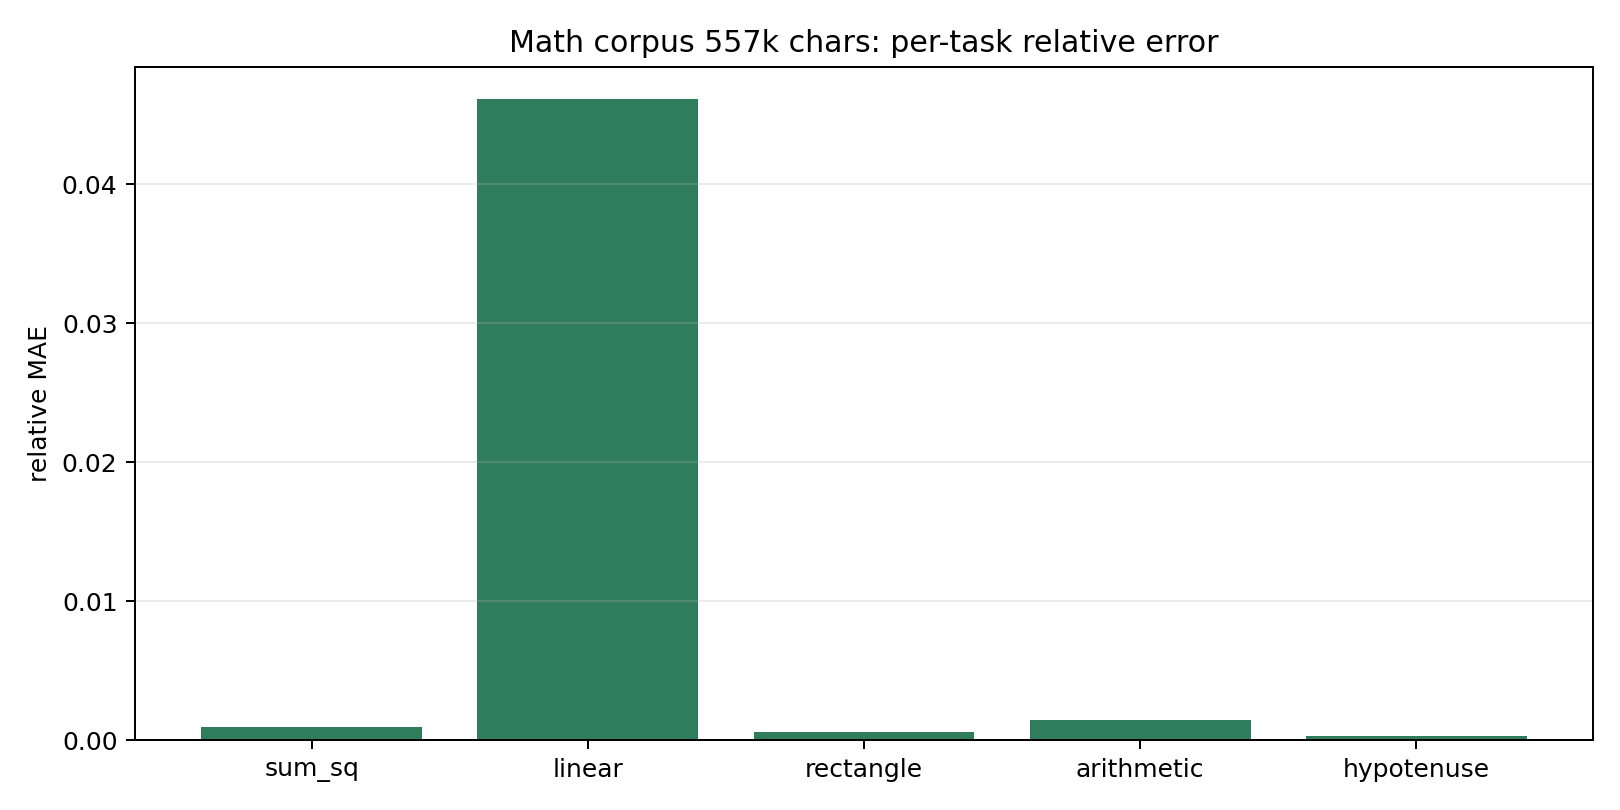 Math corpus 557k chars: per-task relative error
relative MAE
0.04
0.03
0.02
0.01
0.00
sum_sq
linear
rectangle
arithmetic
hypotenuse